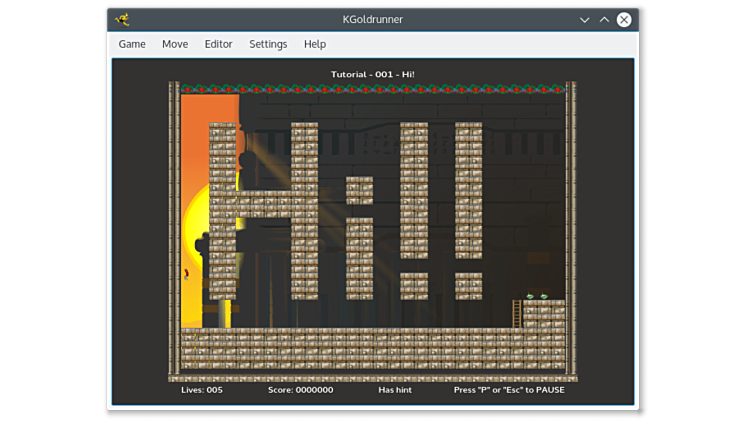 KGoldrunner
Game Move Editor Settings Help
Tutorial - 001 - Hi!
Hi!!
Lives: 005 Score: 0000000 Has hint Press "P" or "Esc" to PAUSE